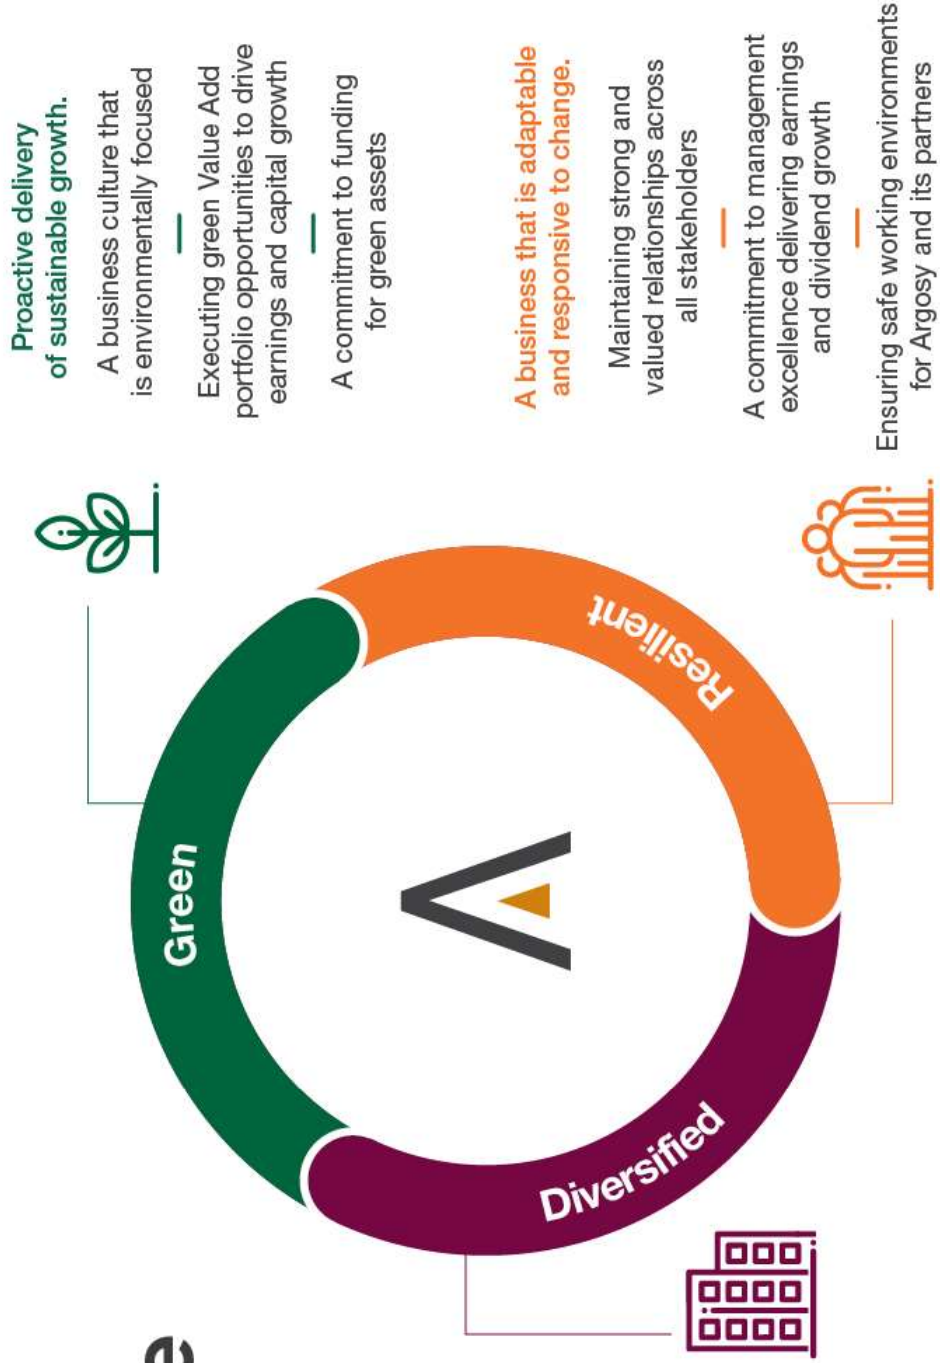 e
Green
Resilient
Diversified
Proactive delivery
of sustainable growth.
A business culture that
is environmentally focused
Executing green Value Add
portfolio opportunities to drive
earnings and capital growth
A commitment to funding
for green assets
A business that is adaptable
and responsive to change.
Maintaining strong and
valued relationships across
all stakeholders
A commitment to management
excellence delivering earnings
and dividend growth
Ensuring safe working environments
for Argosy and its partners